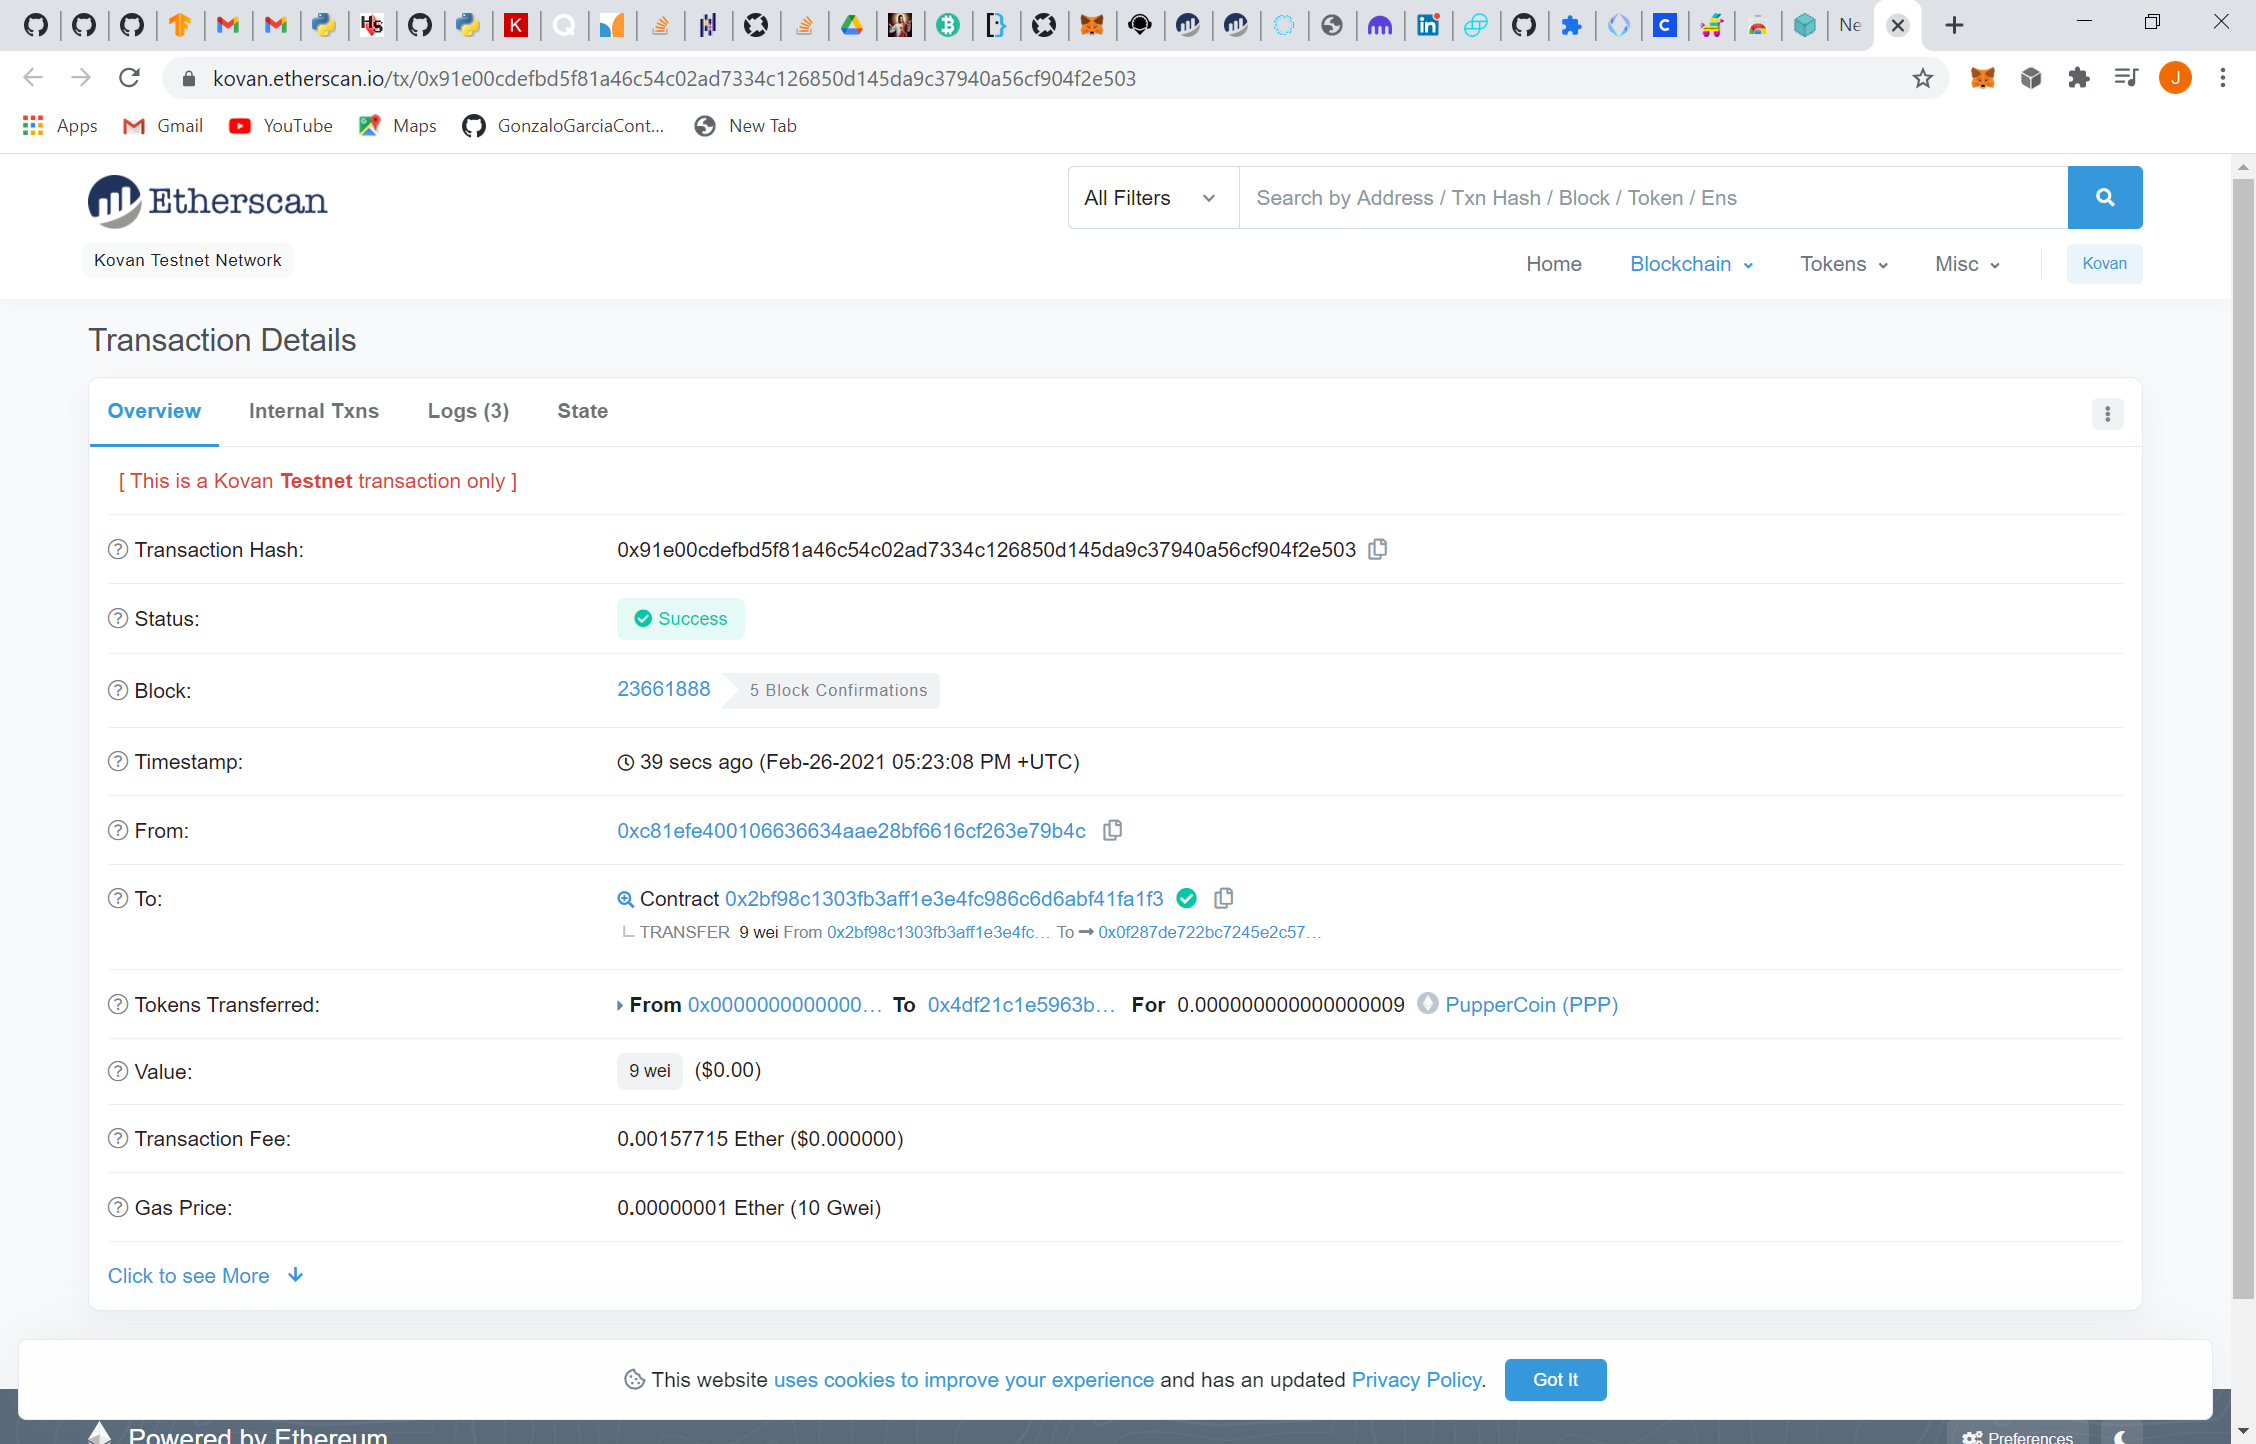 Ne
kovan.etherscan.io/tx/0x91e00cdefbd5f81a46c54c02ad7334c126850d145da9c37940a56cf904f2e503
J
Apps Gmail YouTube Maps GonzaloGarciaCont... New Tab
Etherscan
All Filters Search by Address / Txn Hash / Block / Token / Ens
Kovan Testnet Network
Home Blockchain Tokens Misc Kovan
Transaction Details
Overview Internal Txns Logs (3) State
[ This is a Kovan Testnet transaction only ]
Transaction Hash: 0x91e00cdefbd5f81a46c54c02ad7334c126850d145da9c37940a56cf904f2e503
Status: Success
Block: 23661888 5 Block Confirmations
Timestamp: 39 secs ago (Feb-26-2021 05:23:08 PM +UTC)
From: 0xc81efe400106636634aae28bf6616cf263e79b4c
To: Contract 0x2bf98c1303fb3aff1e3e4fc986c6d6abf41fa1f3
TRANSFER 9 wei From 0x2bf98c1303fb3aff1e3e4fc... To 0x0f287de722bc7245e2c57...
Tokens Transferred: From 0x0000000000000... To 0x4df21c1e5963b... For 0.000000000000000009 PupperCoin (PPP)
Value: 9 wei ($0.00)
Transaction Fee: 0.00157715 Ether ($0.000000)
Gas Price: 0.00000001 Ether (10 Gwei)
Click to see More
This website uses cookies to improve your experience and has an updated Privacy Policy. Got It
Powered by Ethereum Preferences